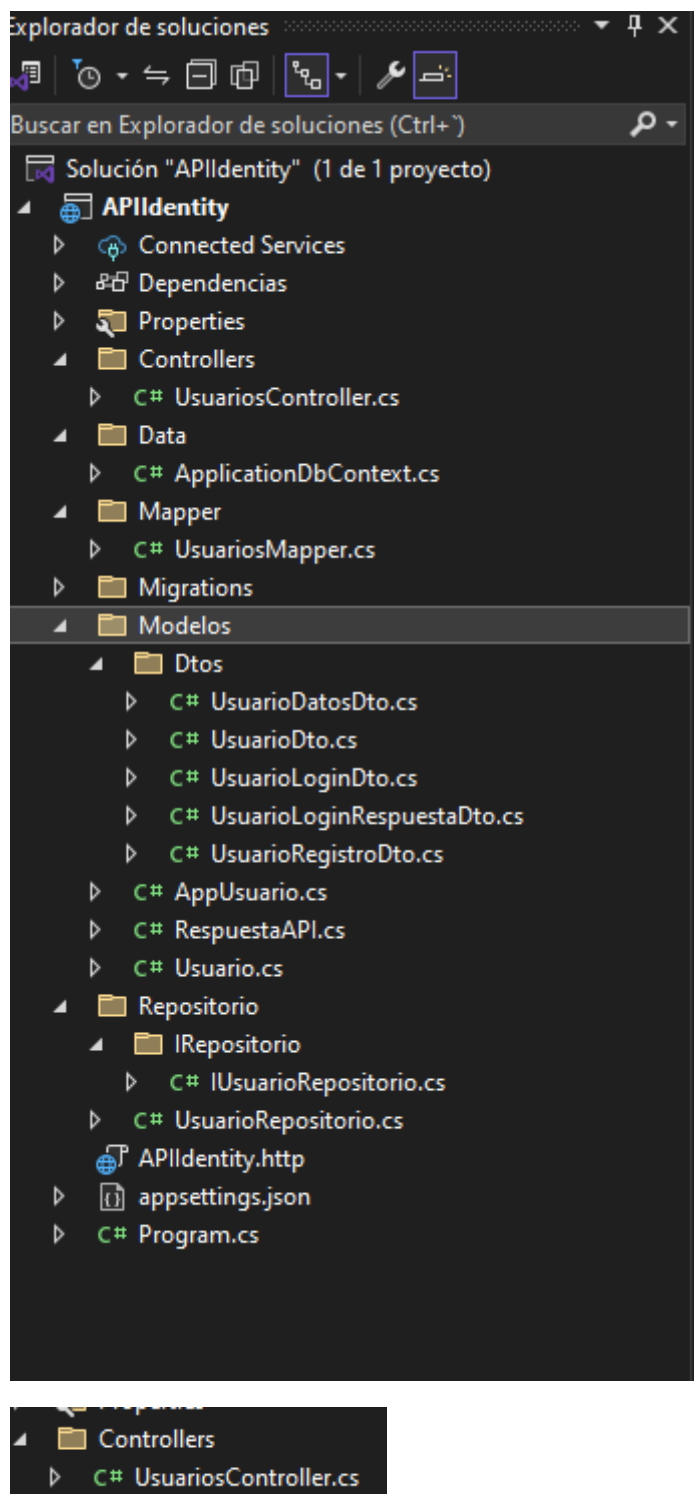 Explorador de soluciones
Buscar en Explorador de soluciones (Ctrl+`)
Solución "APIIdentity" (1 de 1 proyecto)
APIIdentity
Connected Services
Dependencias
Properties
Controllers
C# UsuariosController.cs
Data
C# ApplicationDbContext.cs
Mapper
C# UsuariosMapper.cs
Migrations
Modelos
Dtos
C# UsuarioDatosDto.cs
C# UsuarioDto.cs
C# UsuarioLoginDto.cs
C# UsuarioLoginRespuestaDto.cs
C# UsuarioRegistroDto.cs
C# AppUsuario.cs
C# RespuestaAPI.cs
C# Usuario.cs
Repositorio
IRepositorio
C# IUsuarioRepositorio.cs
C# UsuarioRepositorio.cs
APIIdentity.http
appsettings.json
C# Program.cs
Controllers
C# UsuariosController.cs